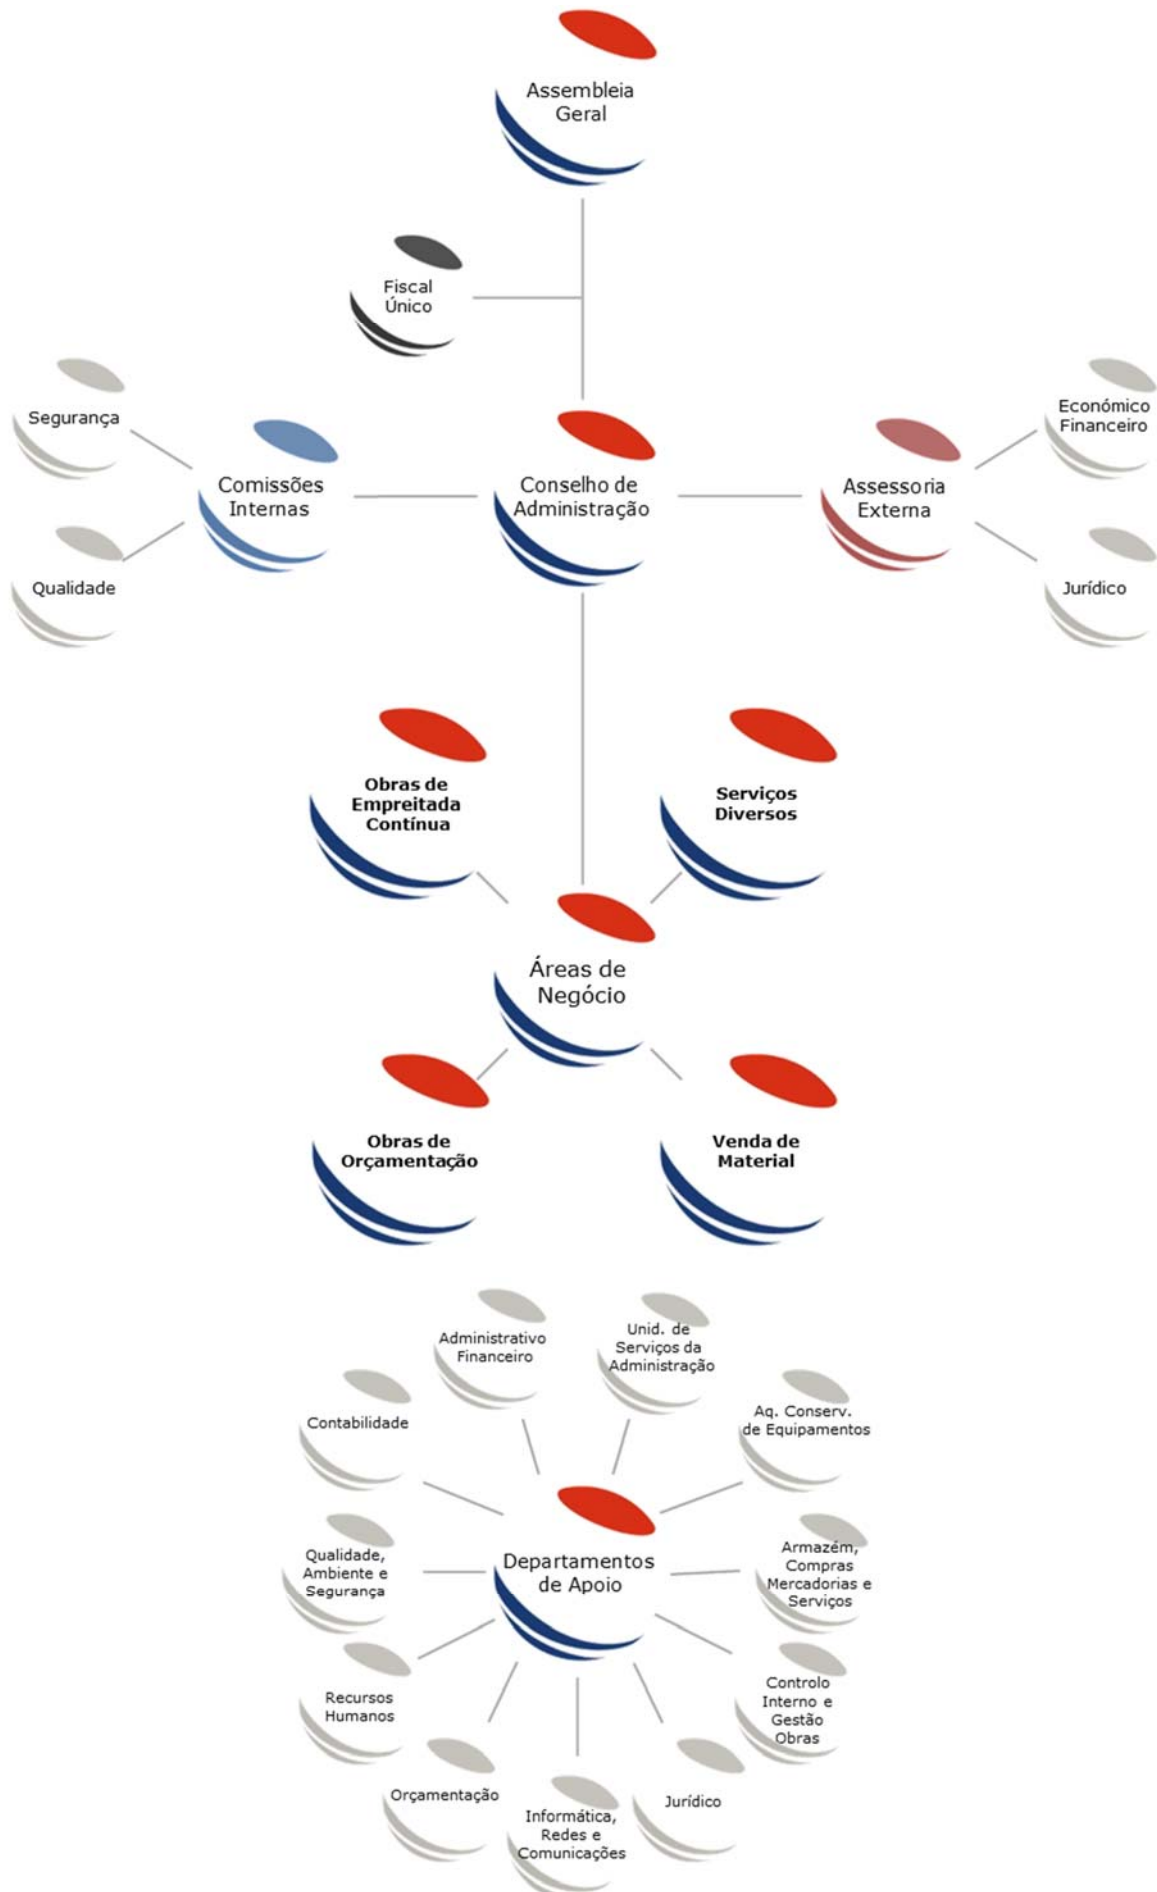 Assembleia
Geral
Fiscal
Único
Segurança
Qualidade
Comissões
Internas
Conselho de
Administração
Assessoria
Externa
Económico
Financeiro
Jurídico
Obras de
Empreitada
Contínua
Serviços
Diversos
Áreas de
Negócio
Obras de
Orçamentação
Venda de
Material
Administrativo
Financeiro
Unid. de
Serviços da
Administração
Contabilidade
Aq. Conserv.
de Equipamentos
Qualidade,
Ambiente e
Segurança
Departamentos
de Apoio
Armazém,
Compras
Mercadorias e
Serviços
Recursos
Humanos
Controlo
Interno e
Gestão
Obras
Orçamentação
Informática,
Redes e
Comunicações
Jurídico